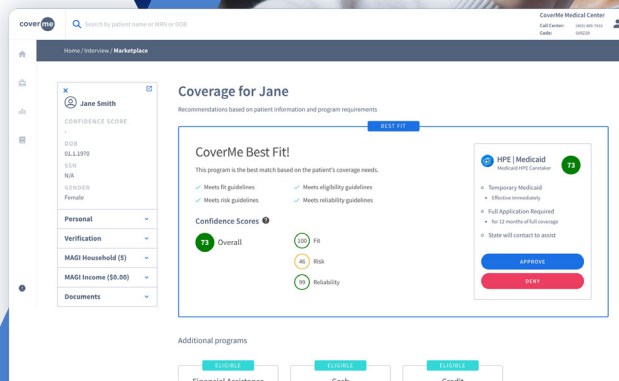 coverme
Search by patient name or MRN or DOB
CoverMe Medical Center
Call Center:
Code:
Home / Interview / Marketplace
Jane Smith
CONFIDENCE SCORE
-
DOB
01.1.1970
SSN
N/A
GENDER
Female
Personal
Verification
MAGI Household (5)
MAGI Income ($0.00)
Documents
Coverage for Jane
Recommendations based on patient information and program requirements
BEST FIT
CoverMe Best Fit!
This program is the best match based on the patient's coverage needs.
Meets fit guidelines
Meets eligibility guidelines
Meets risk guidelines
Meets reliability guidelines
Confidence Scores ?
73 Overall
100 Fit
46 Risk
99 Reliability
HPE | Medicaid
Medicaid HPE Caretaker
73
Temporary Medicaid
Effective Immediately
Full Application Required
for 12 months of full coverage
State will contact to assist
APPROVE
DENY
Additional programs
ELIGIBLE
ELIGIBLE
ELIGIBLE
Financial Assistance
Cash
Credit